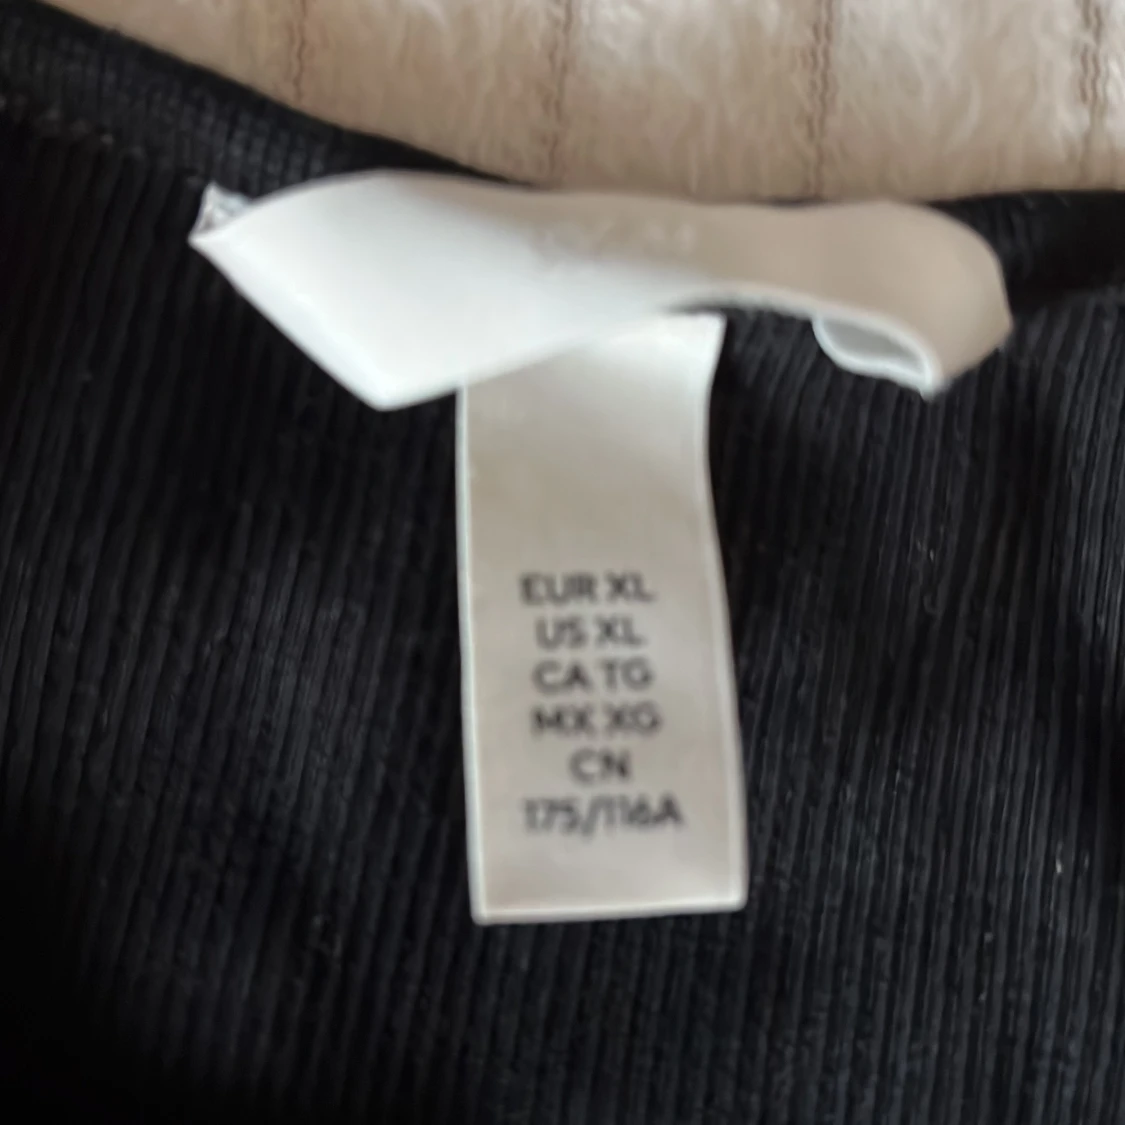 EUR XL
US XL
CA TG
MX XG
CN
175/116A